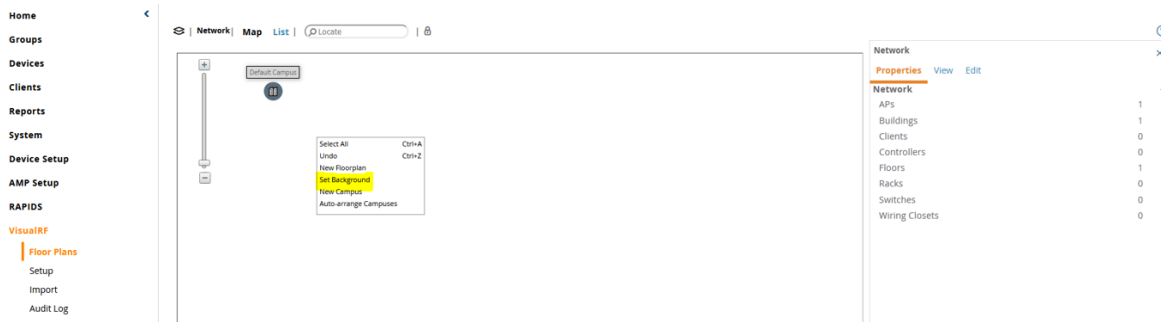 Home
Groups
Devices
Clients
Reports
System
Device Setup
AMP Setup
RAPIDS
VisualRF
Floor Plans
Setup
Import
Audit Log
| Network | Map List | Locate |
Default Campus
Select All Ctrl+A
Undo Ctrl+Z
New Floorplan
Set Background
New Campus
Auto-arrange Campuses
Network
Properties View Edit
Network
APs 1
Buildings 1
Clients 0
Controllers 0
Floors 1
Racks 0
Switches 0
Wiring Closets 0